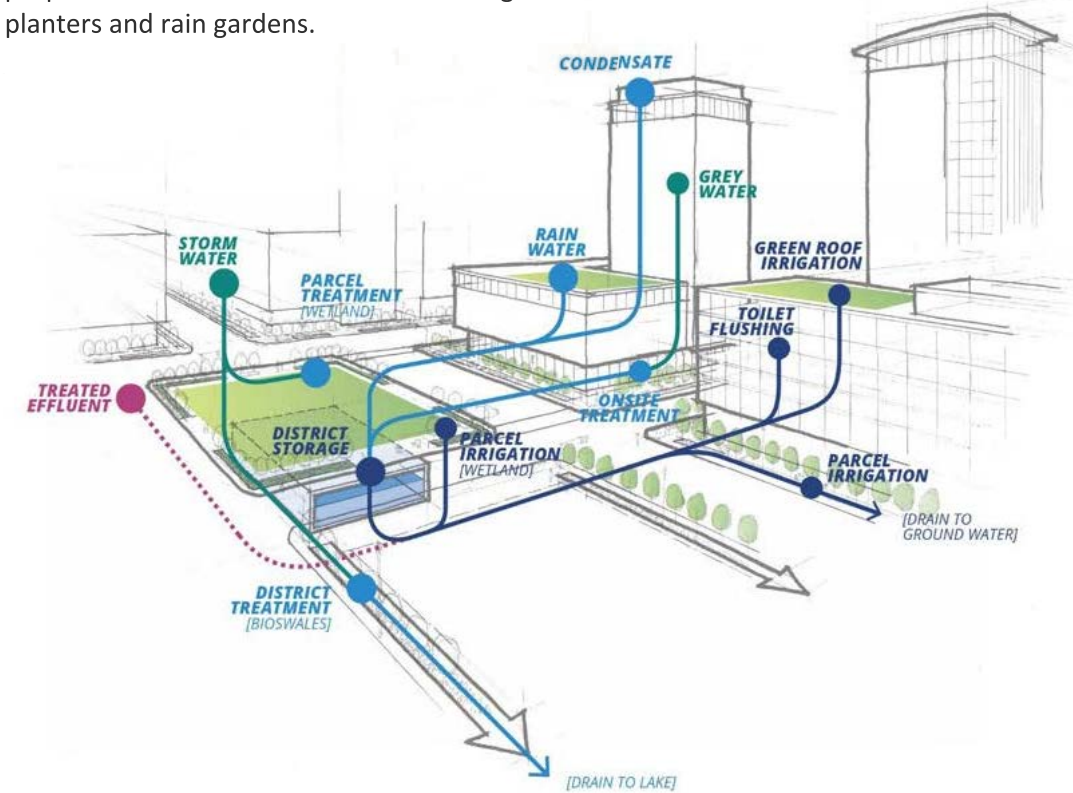 planters and rain gardens.
CONDENSATE
GREY
WATER
RAIN
WATER
STORM
WATER
GREEN ROOF
IRRIGATION
PARCEL
TREATMENT
[WETLAND]
TOILET
FLUSHING
TREATED
EFFLUENT
ONSITE
TREATMENT
DISTRICT
STORAGE
PARCEL
IRRIGATION
[WETLAND]
PARCEL
IRRIGATION
[DRAIN TO
GROUND WATER]
DISTRICT
TREATMENT
[BIOSWALES]
[DRAIN TO LAKE]